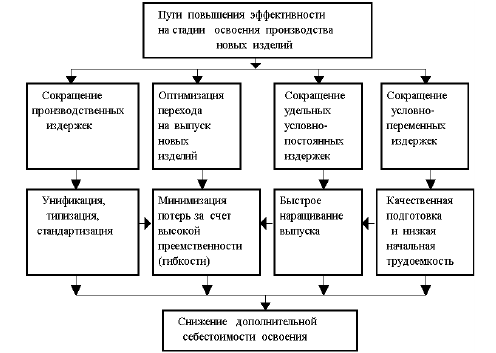 Пути повышения эффективности
на стадии освоения производства
новых изделий
Сокращение
производственных
издержек
Оптимизация
перехода
на выпуск
новых
изделий
Сокращение
удельных
условно-
постоянных
издержек
Сокращение
условно-
переменных
издержек
Унификация,
типизация,
стандартизация
Минимизация
потерь за счет
высокой
преемственности
(гибкости)
Быстрое
наращивание
выпуска
Качественная
подготовка
и низкая
начальная
трудоемкость
Снижение дополнительной
себестоимости освоения